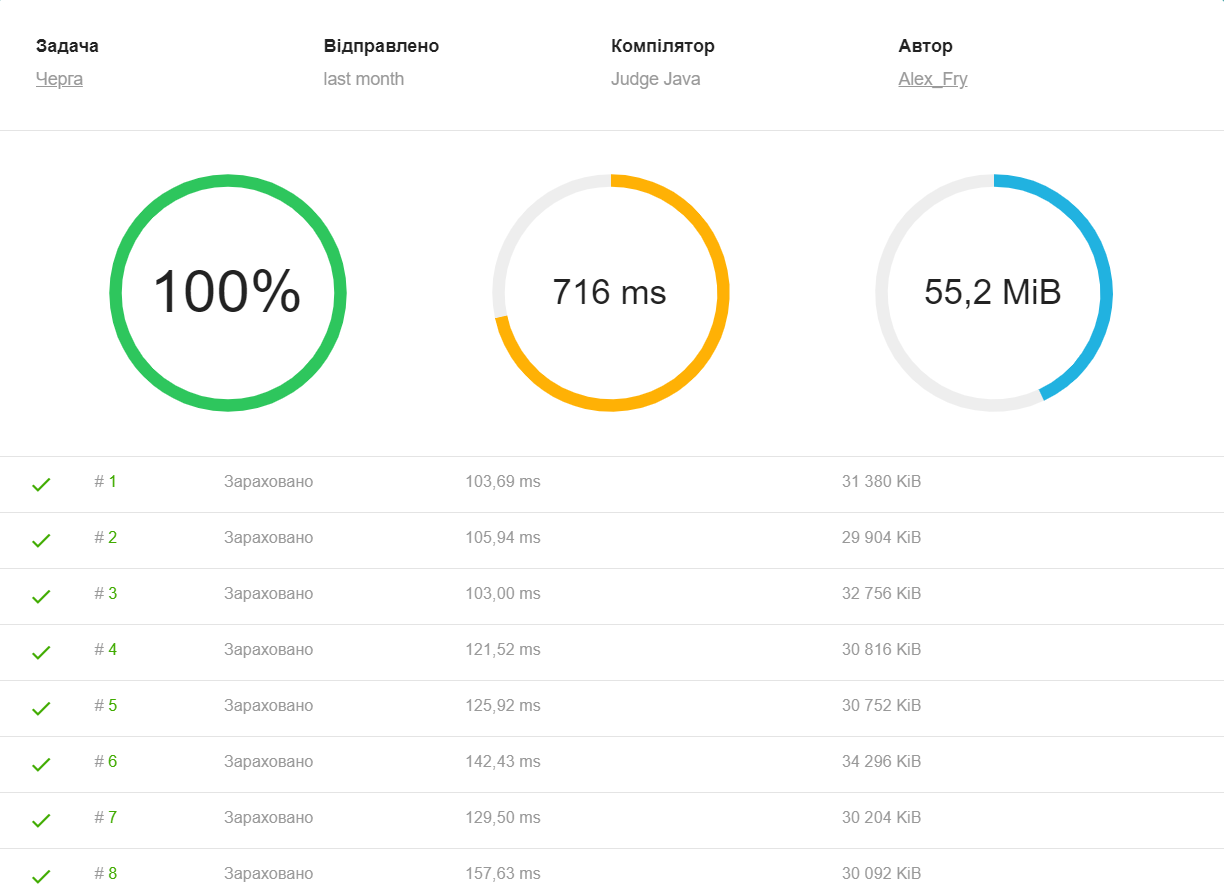 Задача Відправлено Компілятор Автор
Черга last month Judge Java Alex_Fry
100% 716 ms 55,2 MiB
# 1 Зараховано 103,69 ms 31 380 KiB
# 2 Зараховано 105,94 ms 29 904 KiB
# 3 Зараховано 103,00 ms 32 756 KiB
# 4 Зараховано 121,52 ms 30 816 KiB
# 5 Зараховано 125,92 ms 30 752 KiB
# 6 Зараховано 142,43 ms 34 296 KiB
# 7 Зараховано 129,50 ms 30 204 KiB
# 8 Зараховано 157,63 ms 30 092 KiB